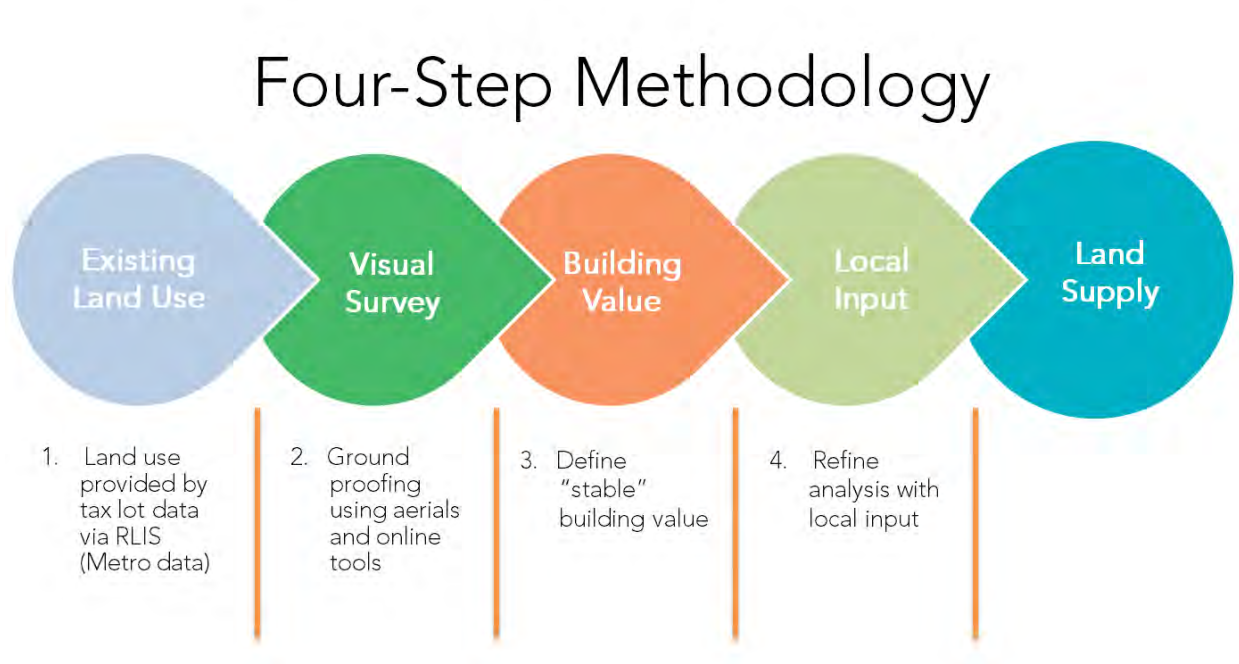 Four-Step Methodology
Existing
Land Use
Visual
Survey
Building
Value
Local
Input
Land
Supply
1. Land use
provided by
tax lot data
via RLIS
(Metro data)
2. Ground
proofing
using aerials
and online
tools
3. Define
“stable”
building value
4. Refine
analysis with
local input